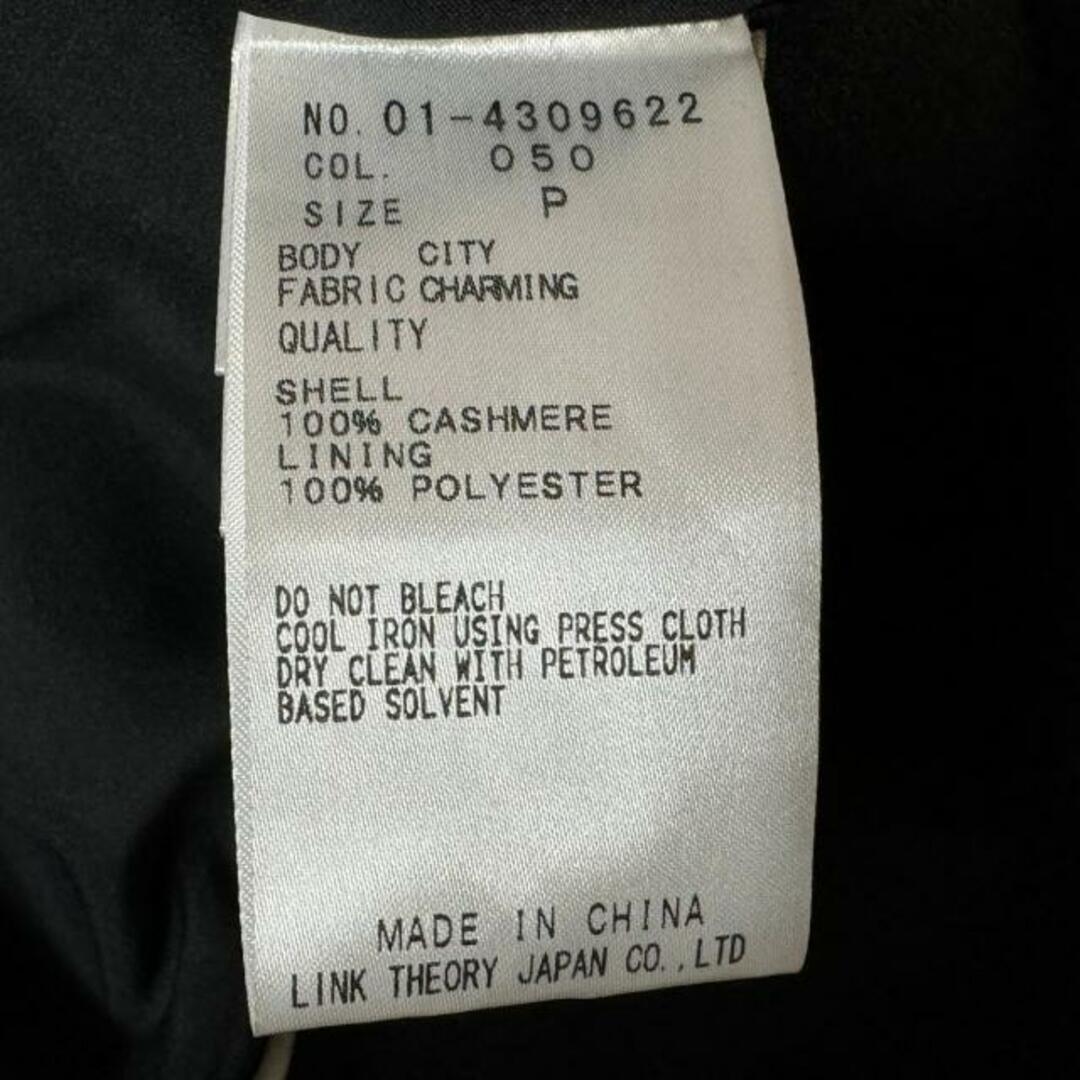 NO. 01-4309622
COL. 050
SIZE P
BODY CITY
FABRIC CHARMING
QUALITY
SHELL
100% CASHMERE
LINING
100% POLYESTER
DO NOT BLEACH
COOL IRON USING PRESS CLOTH
DRY CLEAN WITH PETROLEUM
BASED SOLVENT
MADE IN CHINA
LINK THEORY JAPAN CO.,LTD